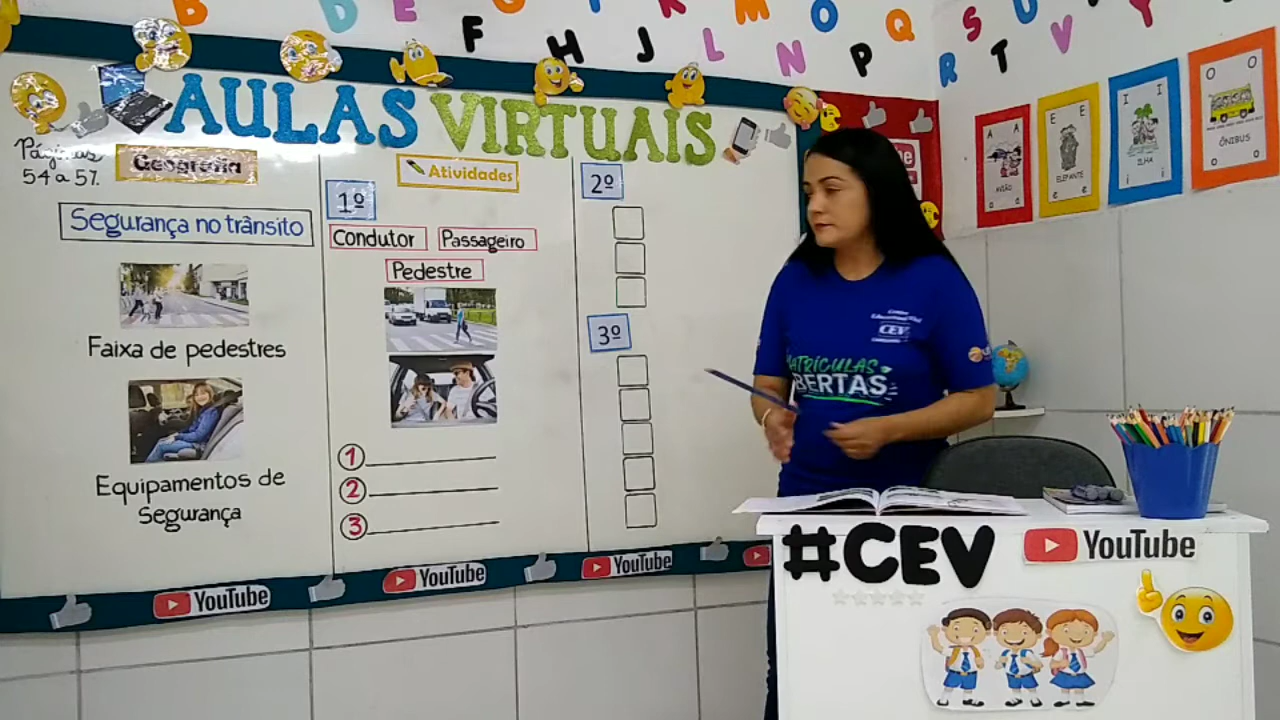 B D E F H J L M N O P Q R S T U V Y
AULAS VIRTUAIS
Páginas
54 a 57.
Geografia
Segurança no trânsito
Faixa de pedestres
Equipamentos de
Segurança
Atividades
1º
Condutor
Passageiro
Pedestre
1
2
3
2º
3º
YouTube
YouTube
YouTube
A A
AVIÃO
a a
E E
ELEFANTE
e e
I I
ILHA
i i
O O
ÔNIBUS
o o
CEV
MATRÍCULAS
ABERTAS
#CEV
YouTube